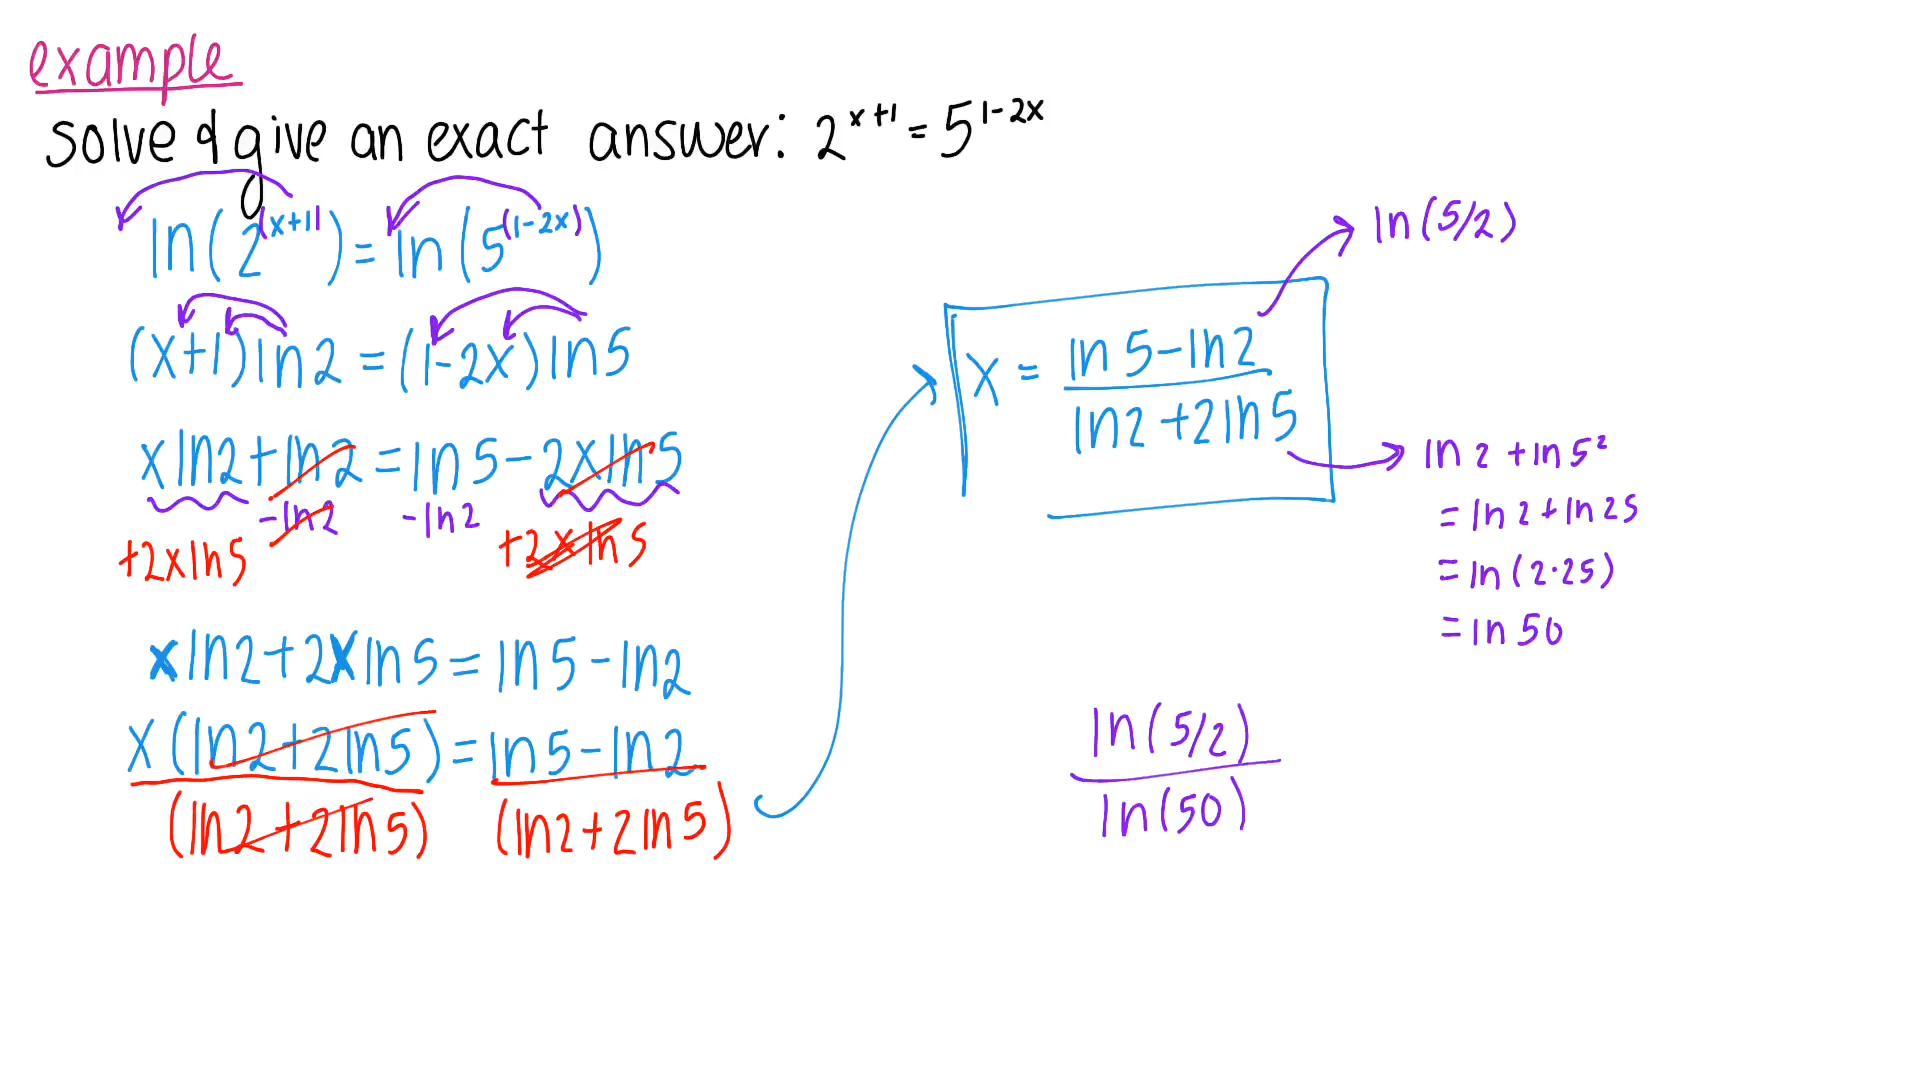 example
solve & give an exact answer: 2^(x+1) = 5^(1-2x)
ln(2^(x+1)) = ln(5^(1-2x))
(x+1)ln2 = (1-2x)ln5
xln2+ln2 = ln5-2xln5
-ln2 -ln2
+2xln5 +2xln5
xln2+2xln5 = ln5-ln2
x(ln2+2ln5) = ln5-ln2
(ln2+2ln5) (ln2+2ln5)
x = ln5-ln2
ln2+2ln5
ln(5/2)
ln2+ln5²
= ln2+ln25
= ln(2·25)
= ln50
ln(5/2)
ln(50)